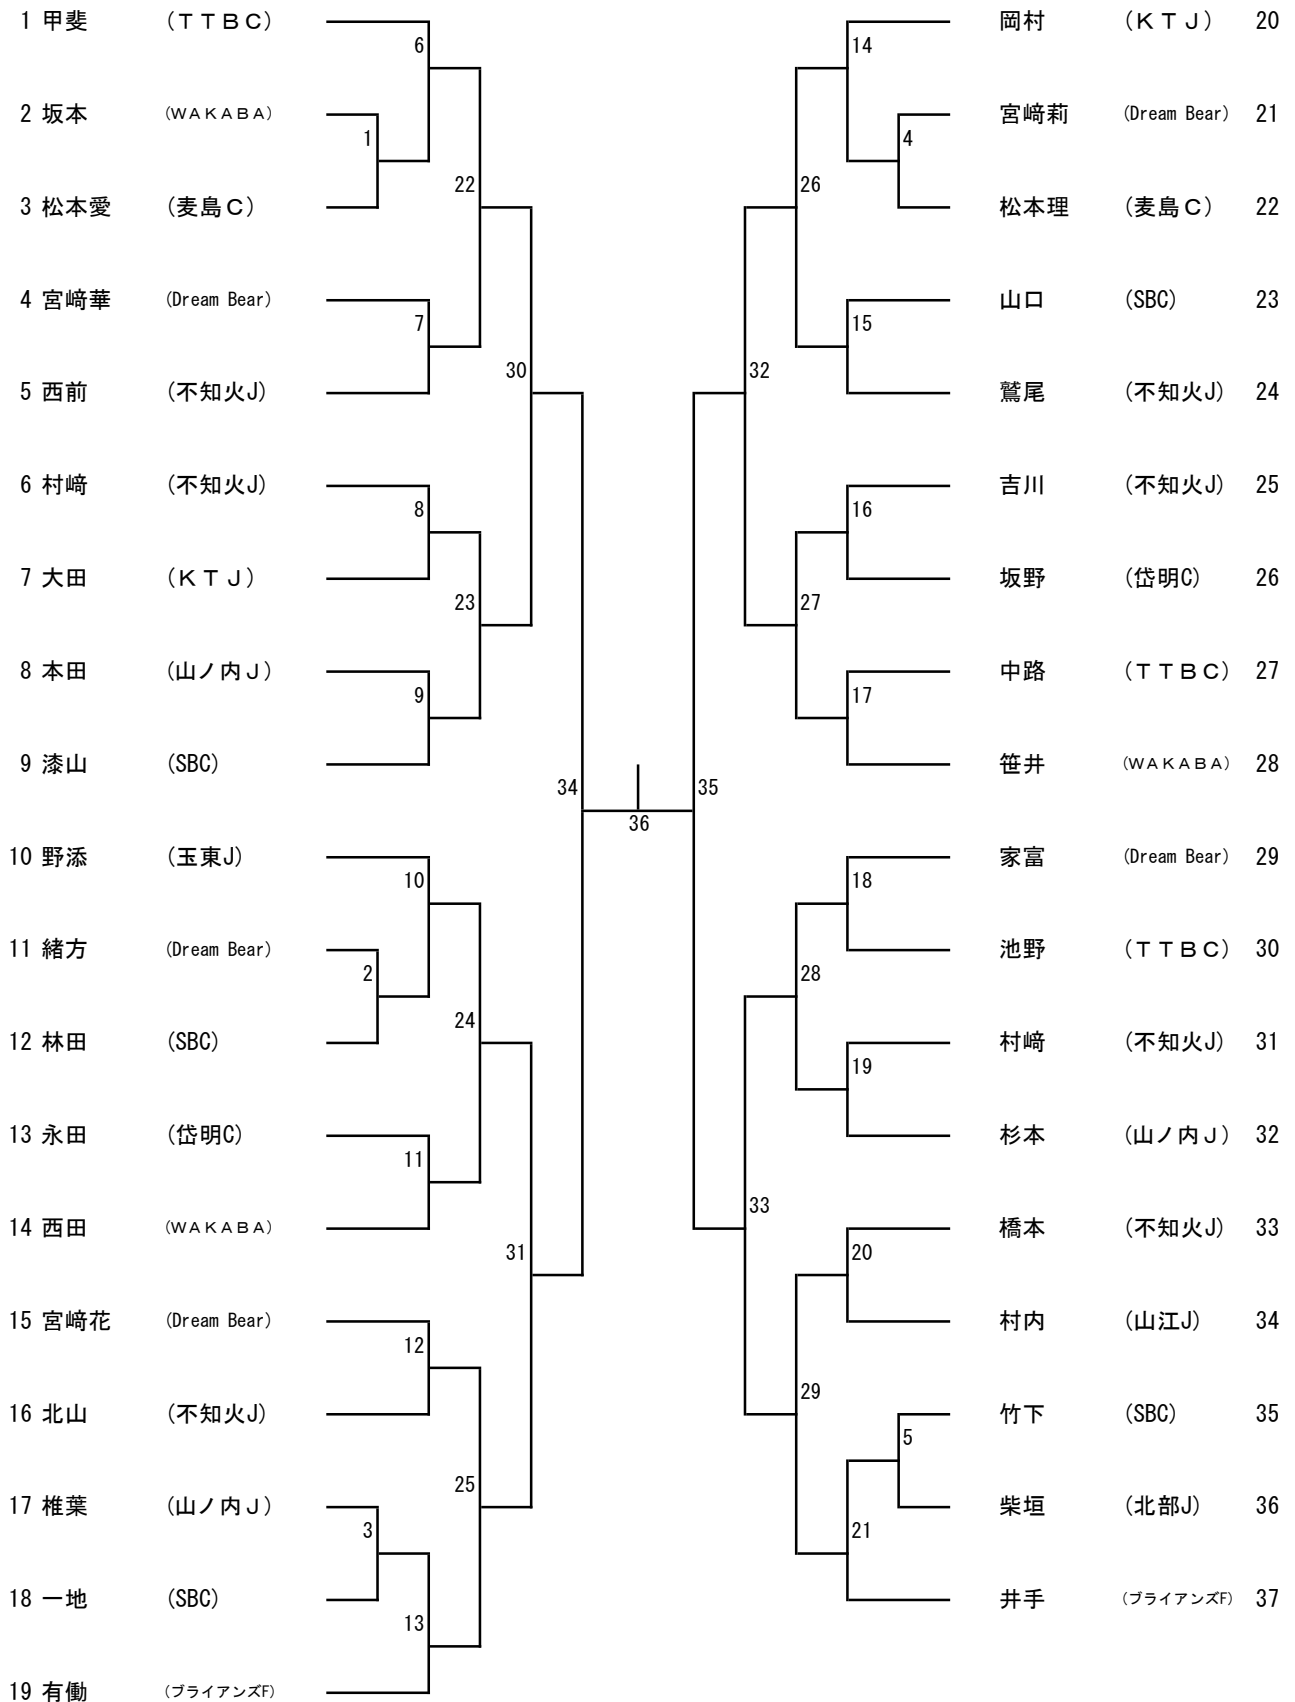 1 甲斐 （ＴＴＢＣ）
6
2 坂本 （ＷＡＫＡＢＡ）
1
3 松本愛 （麦島Ｃ）
22
4 宮﨑華 (Dream Bear)
7
5 西前 （不知火J）
30
6 村﨑 （不知火J）
8
7 大田 （ＫＴＪ）
23
8 本田 （山ノ内Ｊ）
9
9 漆山 (SBC)
34
10 野添 （玉東J）
10
11 緒方 (Dream Bear)
2
12 林田 (SBC)
24
13 永田 （岱明C）
11
14 西田 （ＷＡＫＡＢＡ）
31
15 宮﨑花 (Dream Bear)
12
16 北山 （不知火J）
25
17 椎葉 （山ノ内Ｊ）
3
18 一地 (SBC)
13
19 有働 （ブライアンズF）
36
岡村 （ＫＴＪ） 20
14
宮﨑莉 (Dream Bear) 21
4
26
松本理 （麦島Ｃ） 22
山口 (SBC) 23
15
32
鷲尾 （不知火J） 24
吉川 （不知火J） 25
16
坂野 （岱明C） 26
27
中路 （ＴＴＢＣ） 27
17
笹井 （ＷＡＫＡＢＡ） 28
35
家富 (Dream Bear) 29
18
池野 （ＴＴＢＣ） 30
28
村﨑 （不知火J） 31
19
杉本 （山ノ内Ｊ） 32
33
橋本 （不知火J） 33
20
村内 （山江J） 34
29
竹下 (SBC) 35
5
柴垣 （北部J） 36
21
井手 （ブライアンズF） 37